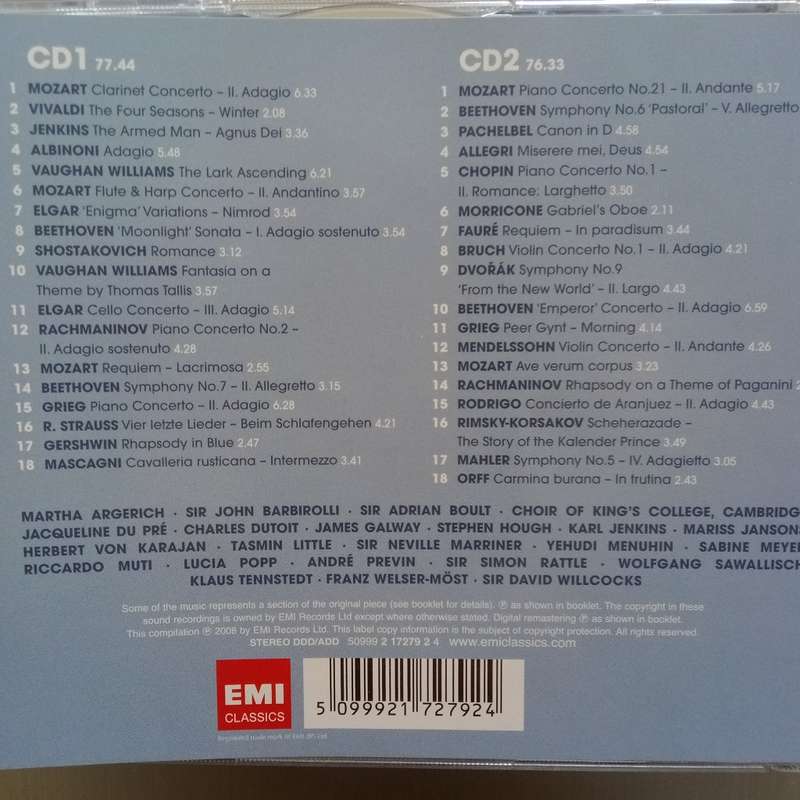 CD1 77.44
1 MOZART Clarinet Concerto – II. Adagio 6.33
2 VIVALDI The Four Seasons – Winter 2.08
3 JENKINS The Armed Man – Agnus Dei 3.36
4 ALBINONI Adagio 5.48
5 VAUGHAN WILLIAMS The Lark Ascending 6.21
6 MOZART Flute & Harp Concerto – II. Andantino 3.57
7 ELGAR 'Enigma' Variations – Nimrod 3.54
8 BEETHOVEN 'Moonlight' Sonata – I. Adagio sostenuto 3.54
9 SHOSTAKOVICH Romance 3.12
10 VAUGHAN WILLIAMS Fantasia on a
Theme by Thomas Tallis 3.57
11 ELGAR Cello Concerto – III. Adagio 5.14
12 RACHMANINOV Piano Concerto No.2 –
II. Adagio sostenuto 4.28
13 MOZART Requiem – Lacrimosa 2.55
14 BEETHOVEN Symphony No.7 – II. Allegretto 3.15
15 GRIEG Piano Concerto – II. Adagio 6.28
16 R. STRAUSS Vier letzte Lieder – Beim Schlafengehen 4.21
17 GERSHWIN Rhapsody in Blue 2.47
18 MASCAGNI Cavalleria rusticana – Intermezzo 3.41
CD2 76.33
1 MOZART Piano Concerto No.21 – II. Andante 5.17
2 BEETHOVEN Symphony No.6 'Pastoral' – V. Allegretto
3 PACHELBEL Canon in D 4.58
4 ALLEGRI Miserere mei, Deus 4.54
5 CHOPIN Piano Concerto No.1 –
II. Romance: Larghetto 3.50
6 MORRICONE Gabriel's Oboe 2.11
7 FAURÉ Requiem – In paradisum 3.44
8 BRUCH Violin Concerto No.1 – II. Adagio 4.21
9 DVOŘÁK Symphony No.9
'From the New World' – II. Largo 4.43
10 BEETHOVEN 'Emperor' Concerto – II. Adagio 6.59
11 GRIEG Peer Gynt – Morning 4.14
12 MENDELSSOHN Violin Concerto – II. Andante 4.26
13 MOZART Ave verum corpus 3.23
14 RACHMANINOV Rhapsody on a Theme of Paganini
15 RODRIGO Concierto de Aranjuez – II. Adagio 4.43
16 RIMSKY-KORSAKOV Scheherazade –
The Story of the Kalender Prince 3.49
17 MAHLER Symphony No.5 – IV. Adagietto 3.05
18 ORFF Carmina burana – In trutina 2.43
MARTHA ARGERICH · SIR JOHN BARBIROLLI · SIR ADRIAN BOULT · CHOIR OF KING'S COLLEGE, CAMBRIDG
JACQUELINE DU PRÉ · CHARLES DUTOIT · JAMES GALWAY · STEPHEN HOUGH · KARL JENKINS · MARISS JANSON
HERBERT VON KARAJAN · TASMIN LITTLE · SIR NEVILLE MARRINER · YEHUDI MENUHIN · SABINE MEYE
RICCARDO MUTI · LUCIA POPP · ANDRÉ PREVIN · SIR SIMON RATTLE · WOLFGANG SAWALLISC
KLAUS TENNSTEDT · FRANZ WELSER-MÖST · SIR DAVID WILLCOCKS
Some of the music represents a section of the original piece (see booklet for details). ℗ as shown in booklet. The copyright in these
sound recordings is owned by EMI Records Ltd except where otherwise stated. Digital remastering ℗ as shown in booklet.
This compilation ℗ 2008 by EMI Records Ltd. This label copy information is the subject of copyright protection. All rights reserved.
STEREO DDD/ADD 50999 2 17279 2 4 www.emiclassics.com
EMI
CLASSICS
5 099921 727924
Registered trade mark of EMI (IP) Ltd